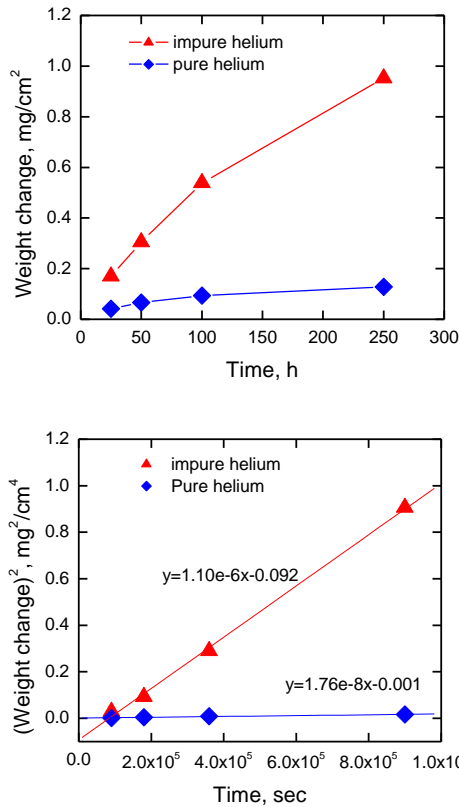 1.2
1.0
0.8
0.6
0.4
0.2
0.0
Weight change, mg/cm²
impure helium
pure helium
0 50 100 150 200 250 300
Time, h
1.2
1.0
0.8
0.6
0.4
0.2
0.0
(Weight change)², mg²/cm⁴
impure helium
Pure helium
y=1.10e-6x-0.092
y=1.76e-8x-0.001
0.0 2.0x10⁵ 4.0x10⁵ 6.0x10⁵ 8.0x10⁵ 1.0x10
Time, sec